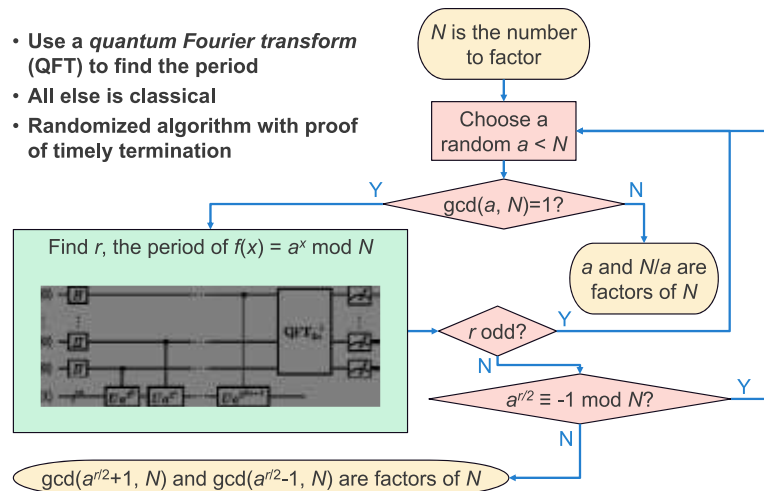 • Use a quantum Fourier transform
(QFT) to find the period
• All else is classical
• Randomized algorithm with proof
of timely termination
N is the number
to factor
Choose a
random a < N
gcd(a, N)=1?
Y
N
a and N/a are
factors of N
Find r, the period of f(x) = aˣ mod N
H
H
H
r odd?
Y
N
a^{r/2} ≡ -1 mod N?
Y
N
gcd(a^{r/2}+1, N) and gcd(a^{r/2}-1, N) are factors of N